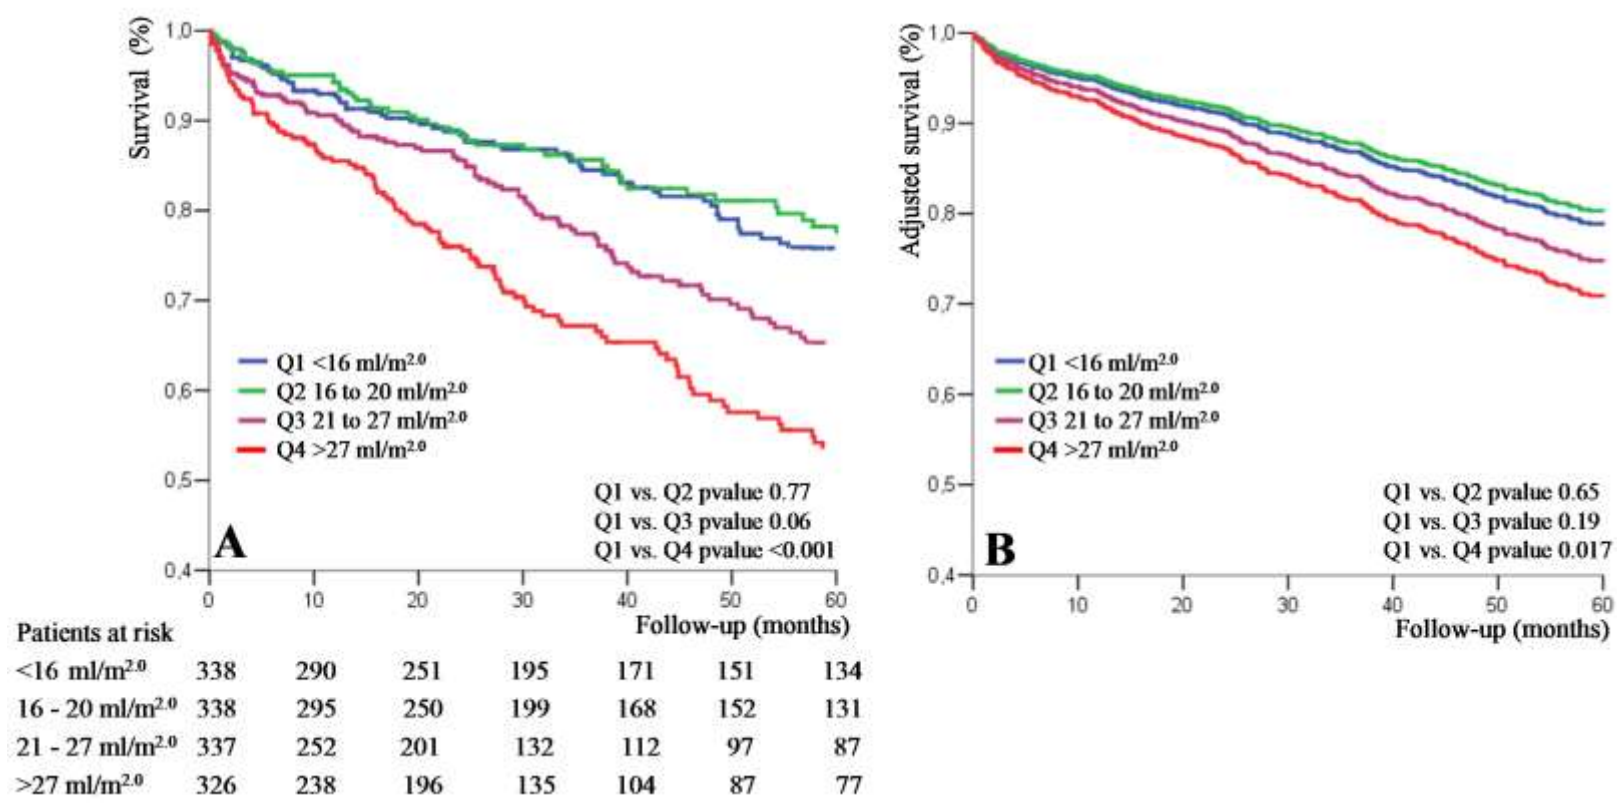 Survival (%)
1,0
0,9
0,8
0,7
0,6
0,5
0,4
Q1 <16 ml/m2.0
Q2 16 to 20 ml/m2.0
Q3 21 to 27 ml/m2.0
Q4 >27 ml/m2.0
Q1 vs. Q2 pvalue 0.77
Q1 vs. Q3 pvalue 0.06
Q1 vs. Q4 pvalue <0.001
A
0 10 20 30 40 50 60
Follow-up (months)
Patients at risk
<16 ml/m2.0 338 290 251 195 171 151 134
16 - 20 ml/m2.0 338 295 250 199 168 152 131
21 - 27 ml/m2.0 337 252 201 132 112 97 87
>27 ml/m2.0 326 238 196 135 104 87 77
Adjusted survival (%)
1,0
0,9
0,8
0,7
0,6
0,5
0,4
Q1 <16 ml/m2.0
Q2 16 to 20 ml/m2.0
Q3 21 to 27 ml/m2.0
Q4 >27 ml/m2.0
Q1 vs. Q2 pvalue 0.65
Q1 vs. Q3 pvalue 0.19
Q1 vs. Q4 pvalue 0.017
B
0 10 20 30 40 50 60
Follow-up (months)